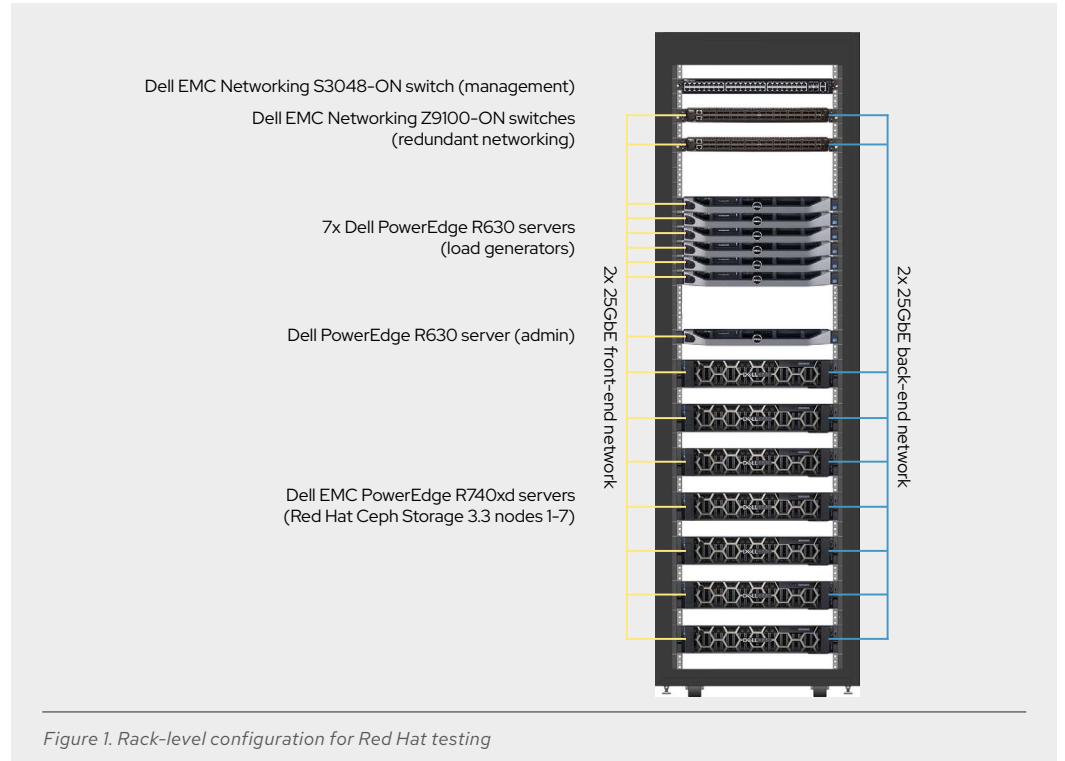 Dell EMC Networking S3048-ON switch (management)
Dell EMC Networking Z9100-ON switches
(redundant networking)
7x Dell PowerEdge R630 servers
(load generators)
2x 25GbE front-end network
2x 25GbE back-end network
Dell PowerEdge R630 server (admin)
Dell EMC PowerEdge R740xd servers
(Red Hat Ceph Storage 3.3 nodes 1-7)
Figure 1. Rack-level configuration for Red Hat testing